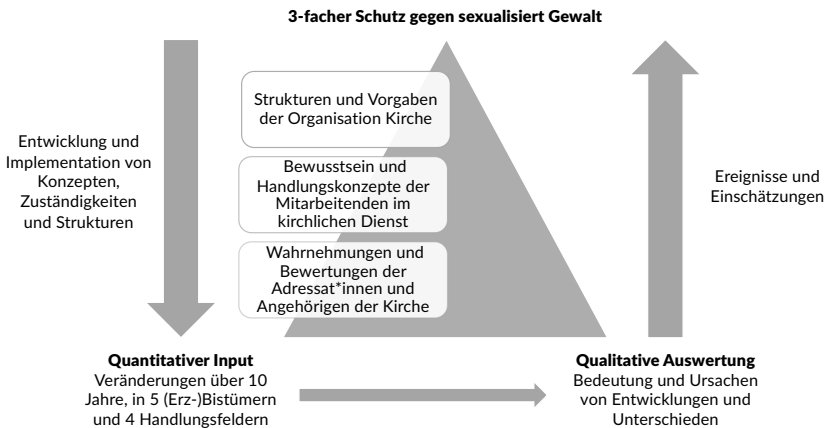 3-facher Schutz gegen sexualisiert Gewalt
Strukturen und Vorgaben
der Organisation Kirche
Entwicklung und
Implementation von
Konzepten,
Zuständigkeiten
und Strukturen
Bewusstsein und
Handlungskonzepte der
Mitarbeitenden im
kirchlichen Dienst
Ereignisse und
Einschätzungen
Wahrnehmungen und
Bewertungen der
Adressat*innen und
Angehörigen der Kirche
Quantitativer Input
Veränderungen über 10
Jahre, in 5 (Erz-)Bistümern
und 4 Handlungsfeldern
Qualitative Auswertung
Bedeutung und Ursachen
von Entwicklungen und
Unterschieden